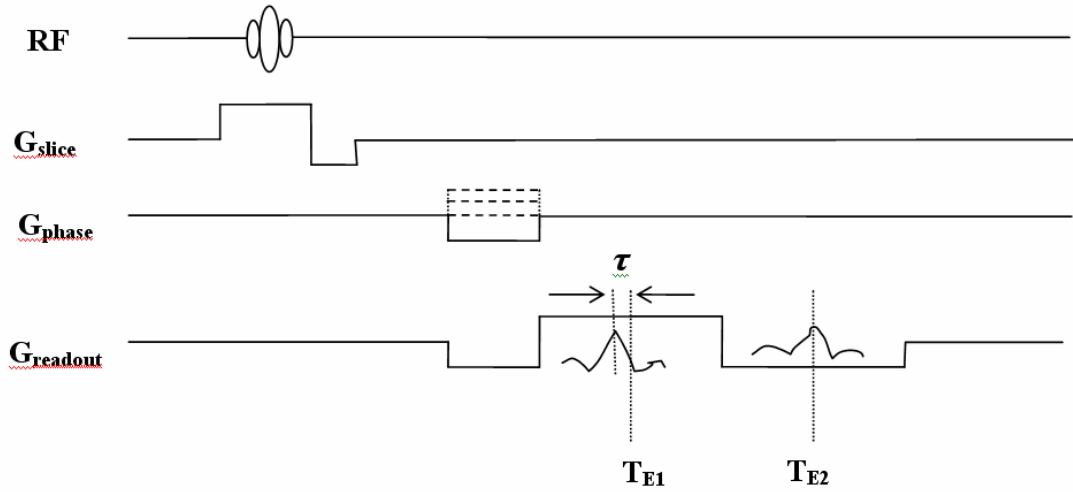 RF
Gslice
Gphase
τ
Greadout
TE1
TE2